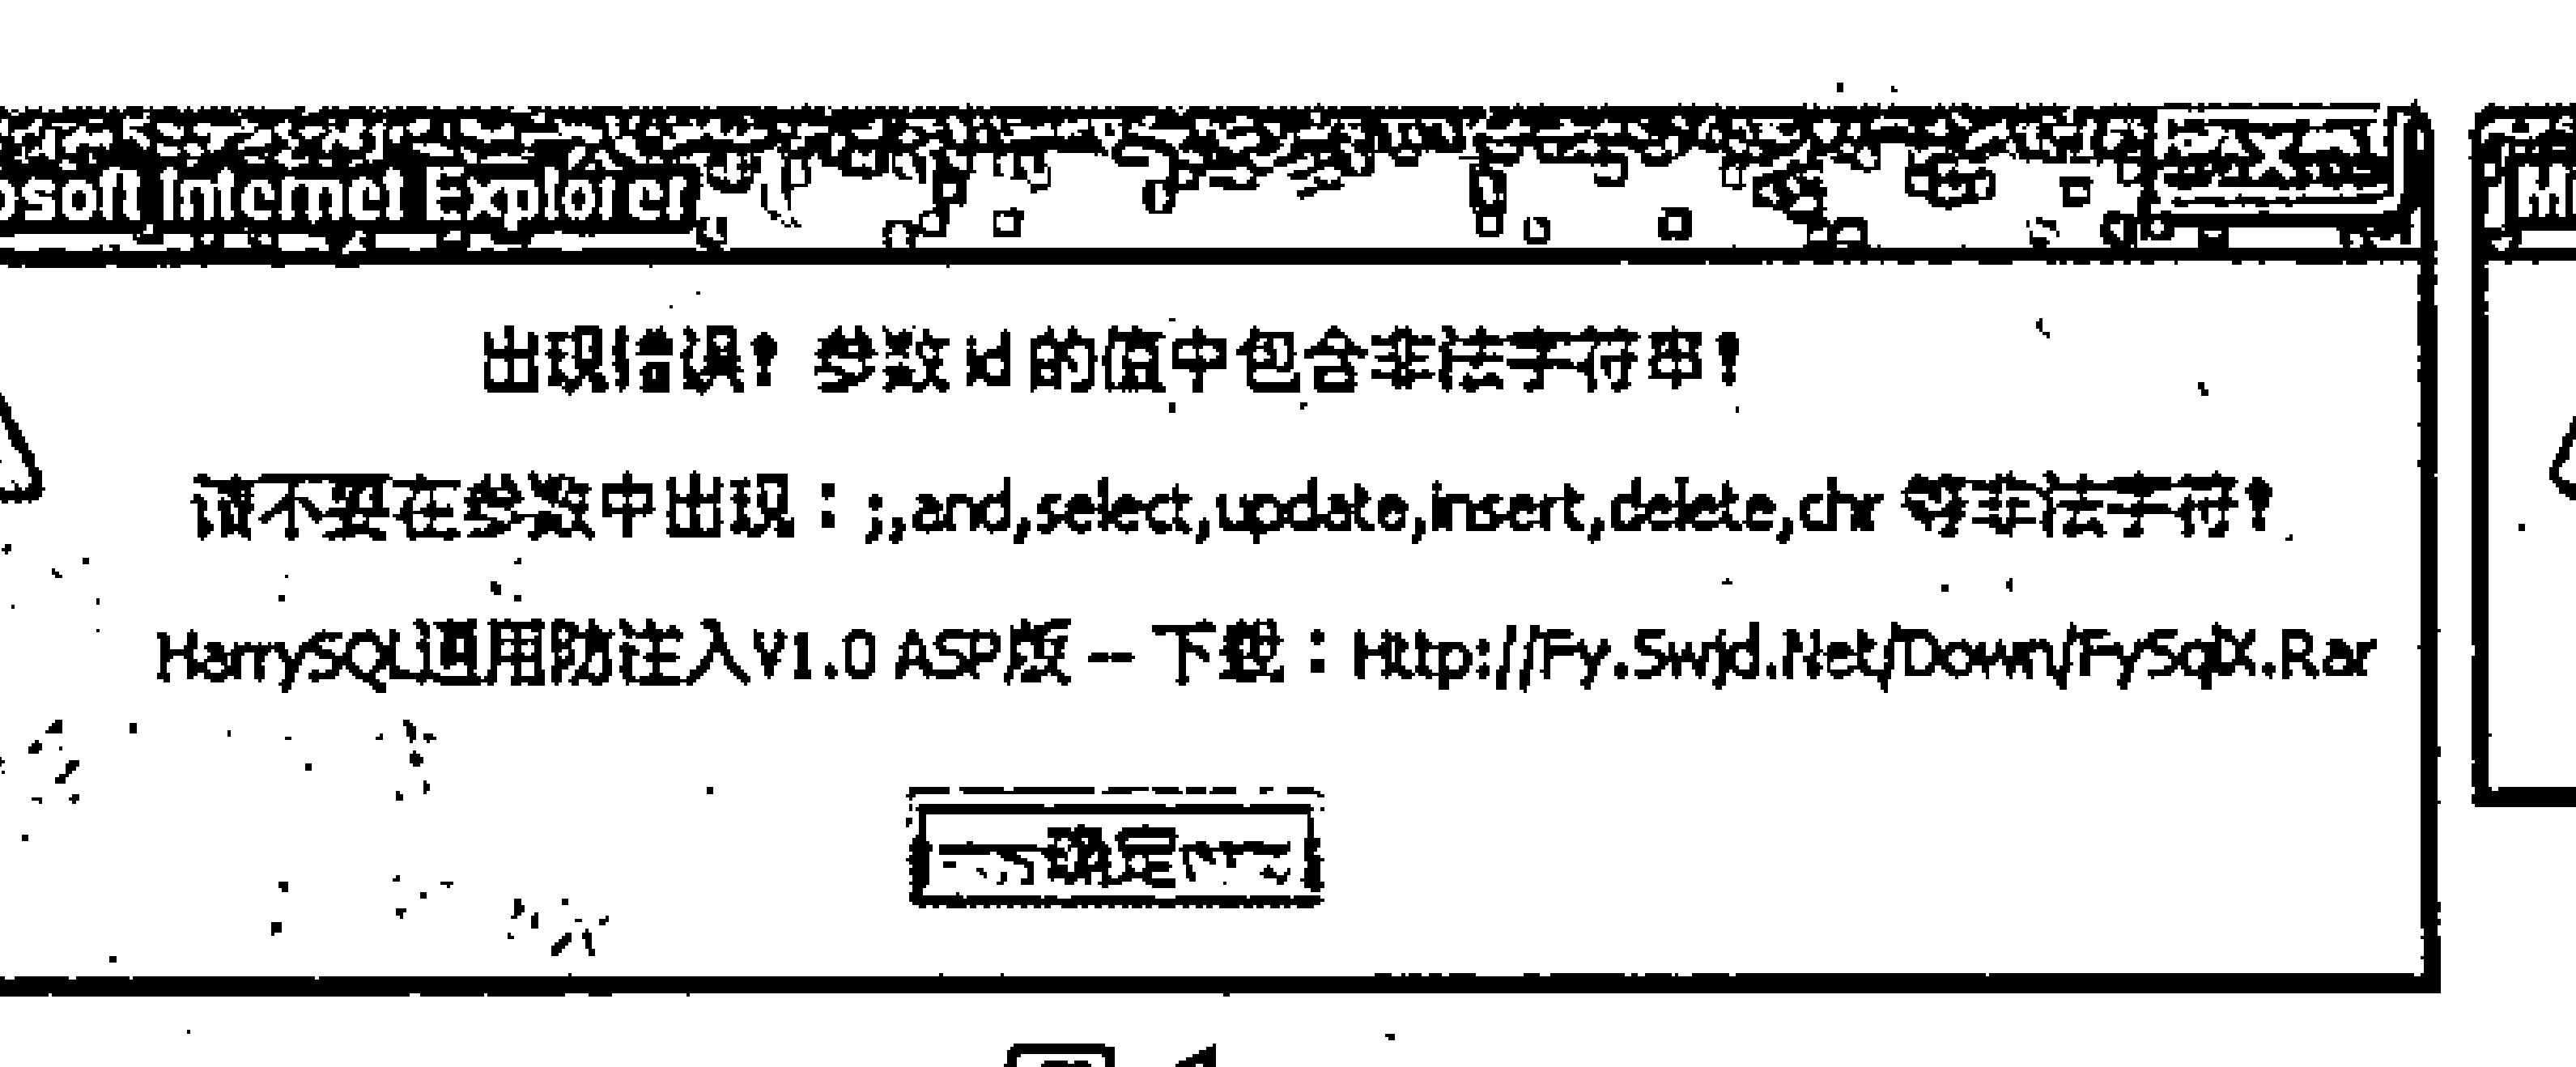 osoft Internet Explorer
出现错误！参数 id 的值中包含非法字符串！
请不要在参数中出现：;,and,select,update,insert,delete,chr 等非法字符！
HarrySQL通用防注入V1.0 ASP版 -- 下载：Http://Fy.Swjd.Net/Down/FySqlX.Rar
确定